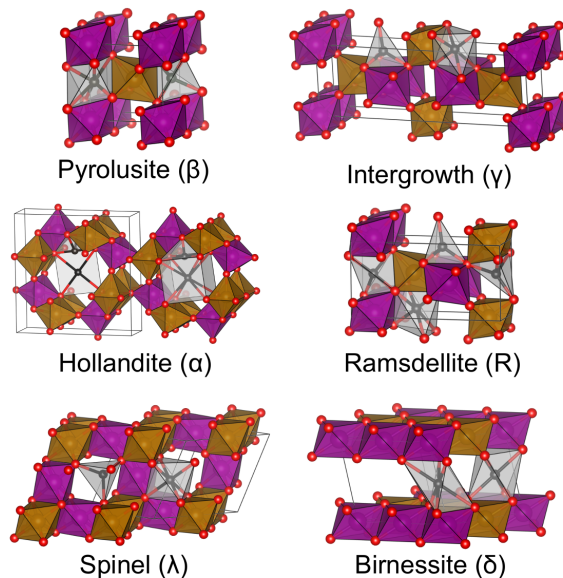 Pyrolusite (β)
Intergrowth (γ)
Hollandite (α)
Ramsdellite (R)
Spinel (λ)
Birnessite (δ)